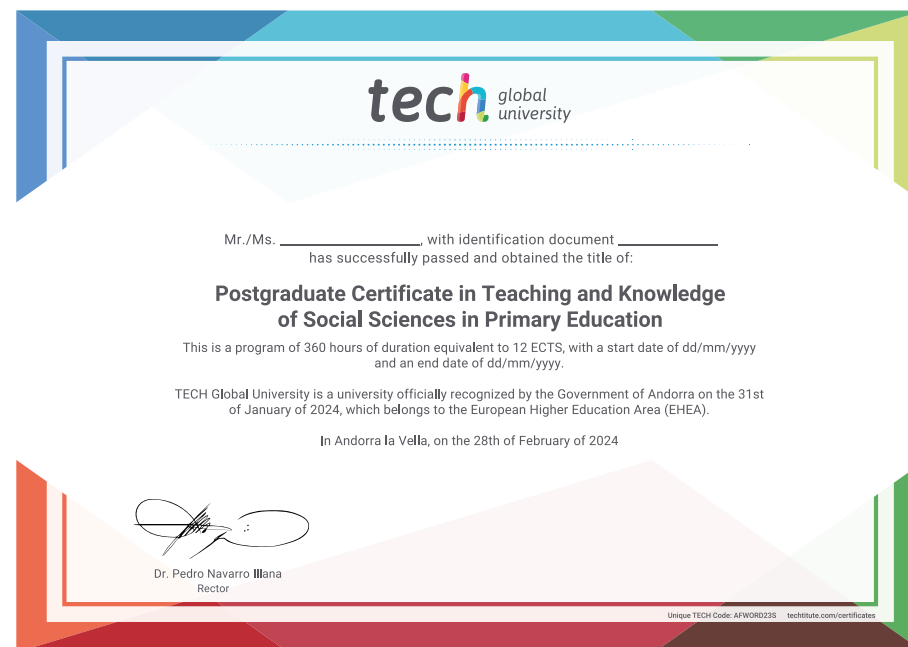 tech global
university
Mr./Ms. ____________________, with identification document ______________
has successfully passed and obtained the title of:
Postgraduate Certificate in Teaching and Knowledge
of Social Sciences in Primary Education
This is a program of 360 hours of duration equivalent to 12 ECTS, with a start date of dd/mm/yyyy
and an end date of dd/mm/yyyy.
TECH Global University is a university officially recognized by the Government of Andorra on the 31st
of January of 2024, which belongs to the European Higher Education Area (EHEA).
In Andorra la Vella, on the 28th of February of 2024
Dr. Pedro Navarro Illana
Rector
Unique TECH Code: AFWORD23S techtitute.com/certificates